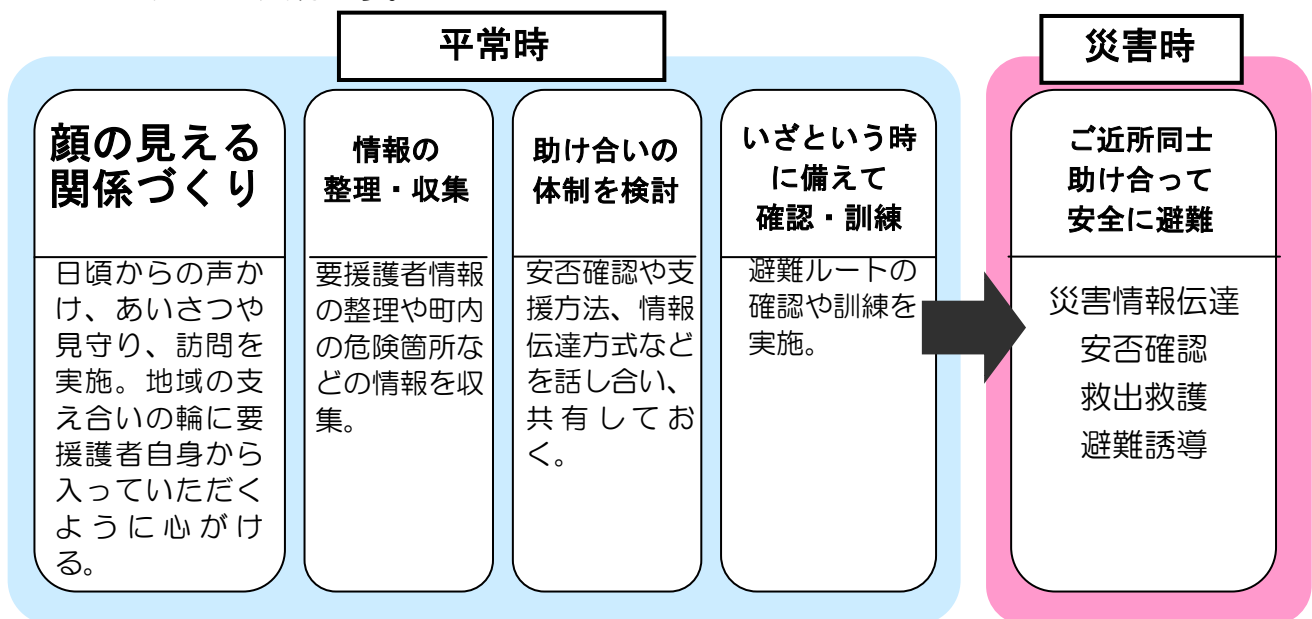 平常時
顔の見える
関係づくり
日頃からの声か
け、あいさつや
見守り、訪問を
実施。地域の支
え合いの輪に要
援護者自身から
入っていただく
ように心がけ
る。
情報の
整理・収集
要援護者情報
の整理や町内
の危険箇所な
どの情報を収
集。
助け合いの
体制を検討
安否確認や支
援方法、情報
伝達方式など
を話し合い、
共有してお
く。
いざという時
に備えて
確認・訓練
避難ルートの
確認や訓練を
実施。
災害時
ご近所同士
助け合って
安全に避難
災害情報伝達
安否確認
救出救護
避難誘導